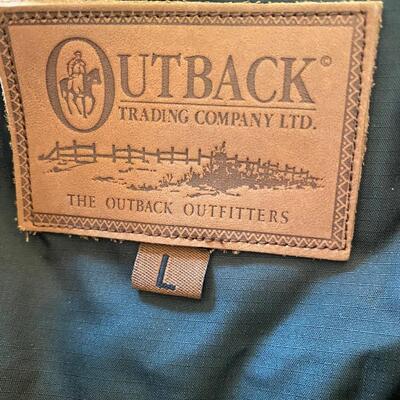 OUTBACK©
TRADING COMPANY LTD.
THE OUTBACK OUTFITTERS
L